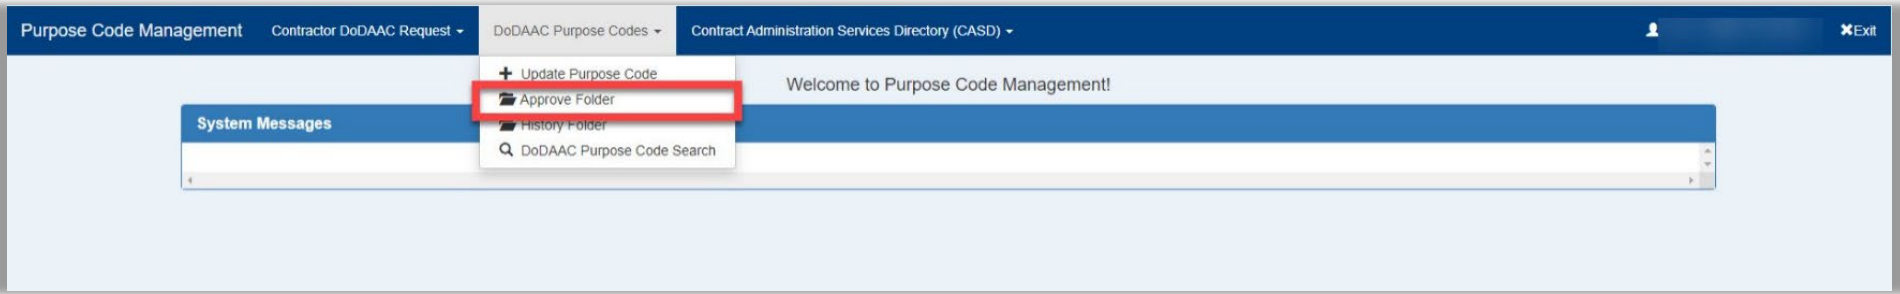 Purpose Code Management Contractor DoDAAC Request DoDAAC Purpose Codes Contract Administration Services Directory (CASD) Exit
Update Purpose Code
Approve Folder
History Folder
DoDAAC Purpose Code Search
Welcome to Purpose Code Management!
System Messages